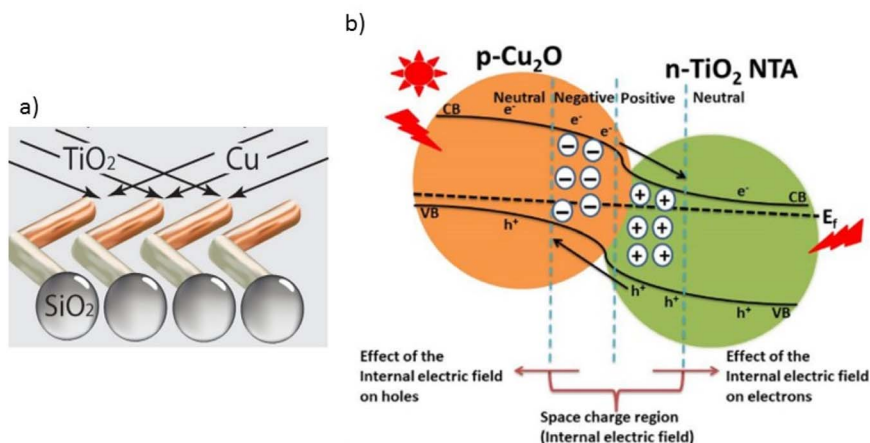 a)
TiO₂
Cu
SiO₂
b)
p-Cu₂O
n-TiO₂ NTA
Neutral
Negative
Positive
Neutral
CB
e⁻
e⁻
e⁻
e⁻
CB
E_f
VB
h⁺
h⁺
h⁺
h⁺
VB
− −
− −
− −
+ +
+ +
+ +
Effect of the
Internal electric field
on holes
Space charge region
(Internal electric field)
Effect of the
Internal electric field
on electrons